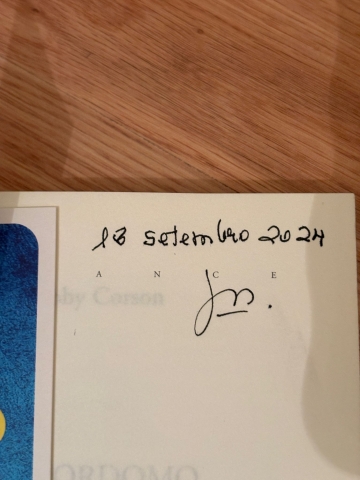 18 setembro 2024
A N C E
by Corson
ORDOMO